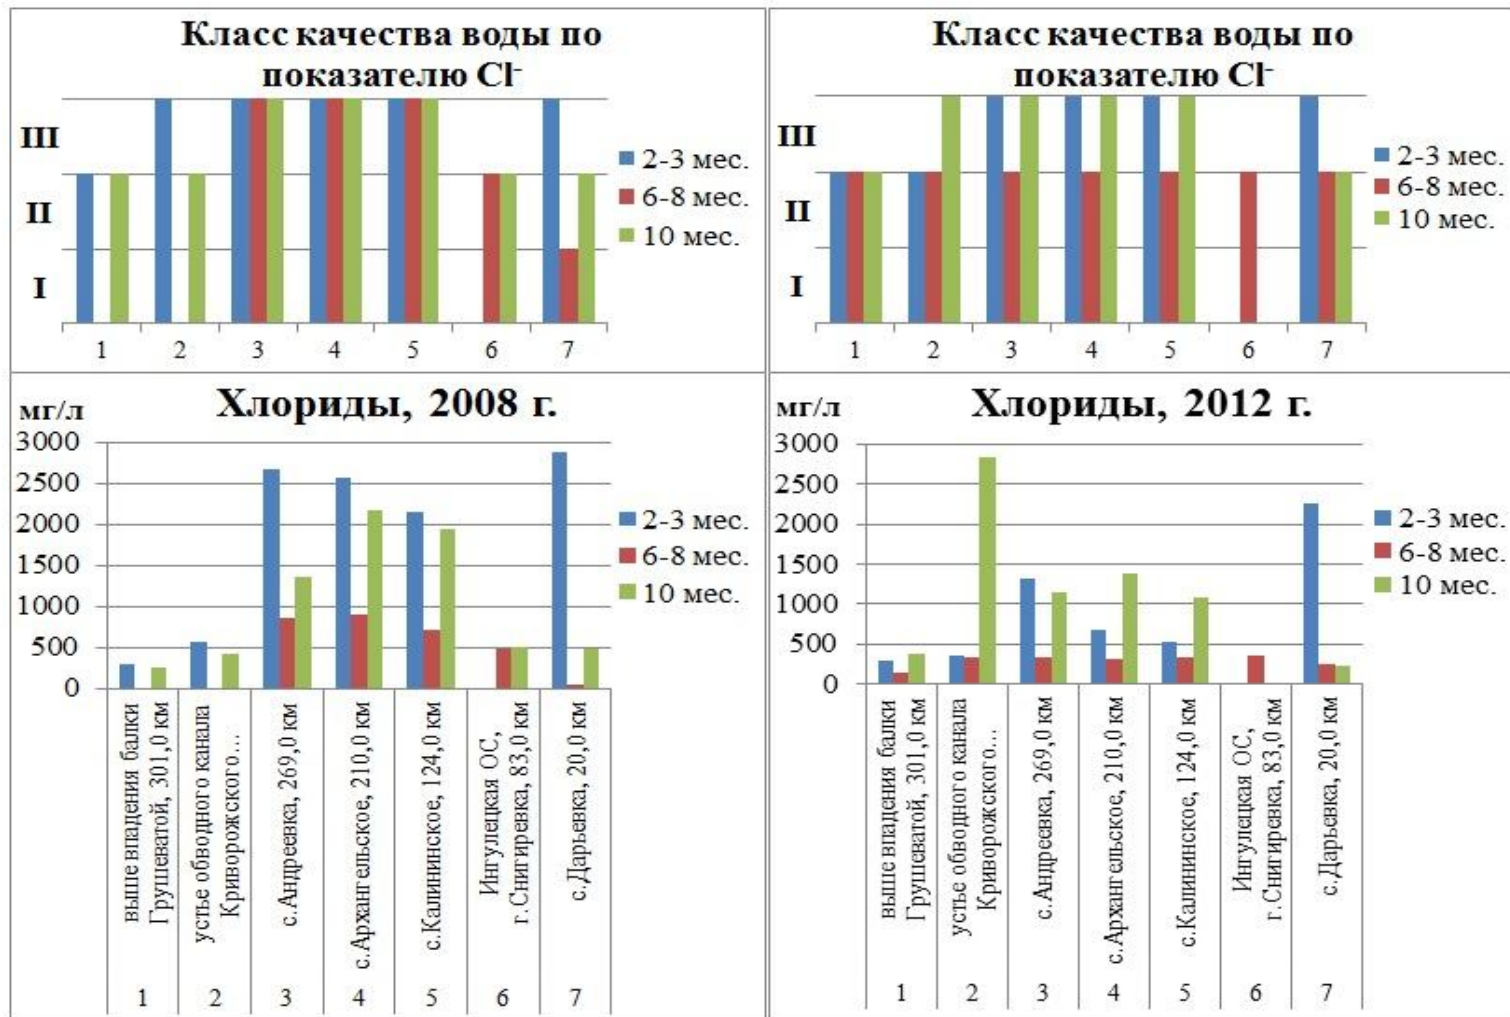 Класс качества воды по
показателю Cl⁻
III
II
I
2-3 мес.
6-8 мес.
10 мес.
1 2 3 4 5 6 7
Класс качества воды по
показателю Cl⁻
III
II
I
2-3 мес.
6-8 мес.
10 мес.
1 2 3 4 5 6 7
мг/л
Хлориды, 2008 г.
3000
2500
2000
1500
1000
500
0
2-3 мес.
6-8 мес.
10 мес.
выше впадения балки
Грушеватой, 301,0 км
устье обводного канала
Криворожского...
с.Андреевка, 269,0 км
с.Архангельское, 210,0 км
с.Калининское, 124,0 км
Ингулецкая ОС,
г.Снигиревка, 83,0 км
с.Дарьевка, 20,0 км
1 2 3 4 5 6 7
мг/л
Хлориды, 2012 г.
3000
2500
2000
1500
1000
500
0
2-3 мес.
6-8 мес.
10 мес.
выше впадения балки
Грушеватой, 301,0 км
устье обводного канала
Криворожского...
с.Андреевка, 269,0 км
с.Архангельское, 210,0 км
с.Калининское, 124,0 км
Ингулецкая ОС,
г.Снигиревка, 83,0 км
с.Дарьевка, 20,0 км
1 2 3 4 5 6 7